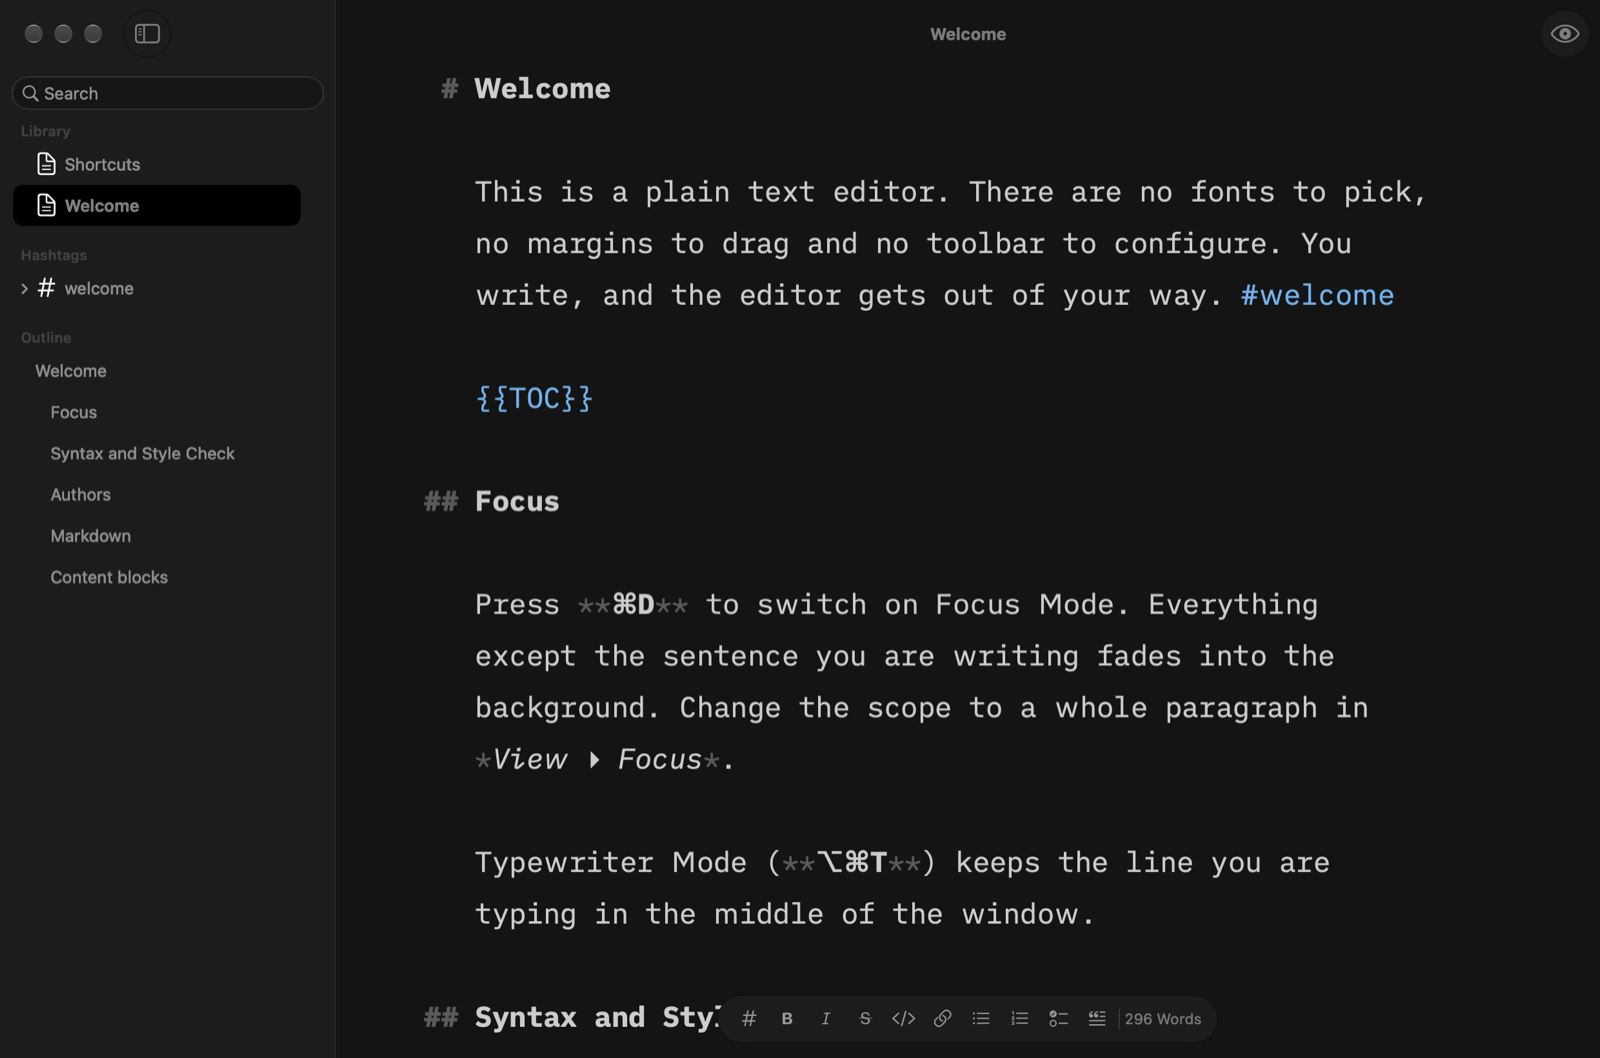 Welcome
Search
Library
Shortcuts
Welcome
Hashtags
# welcome
Outline
Welcome
Focus
Syntax and Style Check
Authors
Markdown
Content blocks
# Welcome
This is a plain text editor. There are no fonts to pick,
no margins to drag and no toolbar to configure. You
write, and the editor gets out of your way. #welcome
{{TOC}}
## Focus
Press **⌘D** to switch on Focus Mode. Everything
except the sentence you are writing fades into the
background. Change the scope to a whole paragraph in
*View ▸ Focus*.
Typewriter Mode (**⌥⌘T**) keeps the line you are
typing in the middle of the window.
## Syntax and Styl
# B I S </> 296 Words